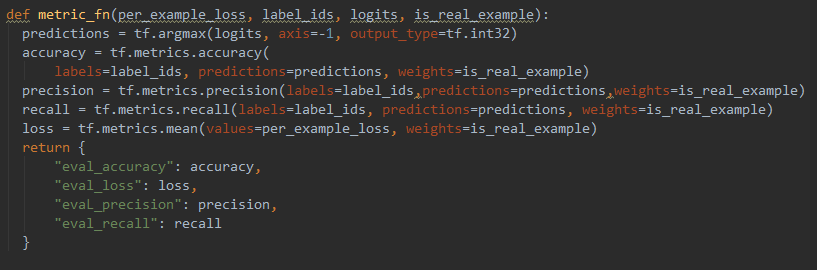 def metric_fn(per_example_loss, label_ids, logits, is_real_example):
  predictions = tf.argmax(logits, axis=-1, output_type=tf.int32)
  accuracy = tf.metrics.accuracy(
      labels=label_ids, predictions=predictions, weights=is_real_example)
  precision = tf.metrics.precision(labels=label_ids,predictions=predictions,weights=is_real_example)
  recall = tf.metrics.recall(labels=label_ids, predictions=predictions, weights=is_real_example)
  loss = tf.metrics.mean(values=per_example_loss, weights=is_real_example)
  return {
      "eval_accuracy": accuracy,
      "eval_loss": loss,
      "evaL_precision": precision,
      "eval_recall": recall
  }